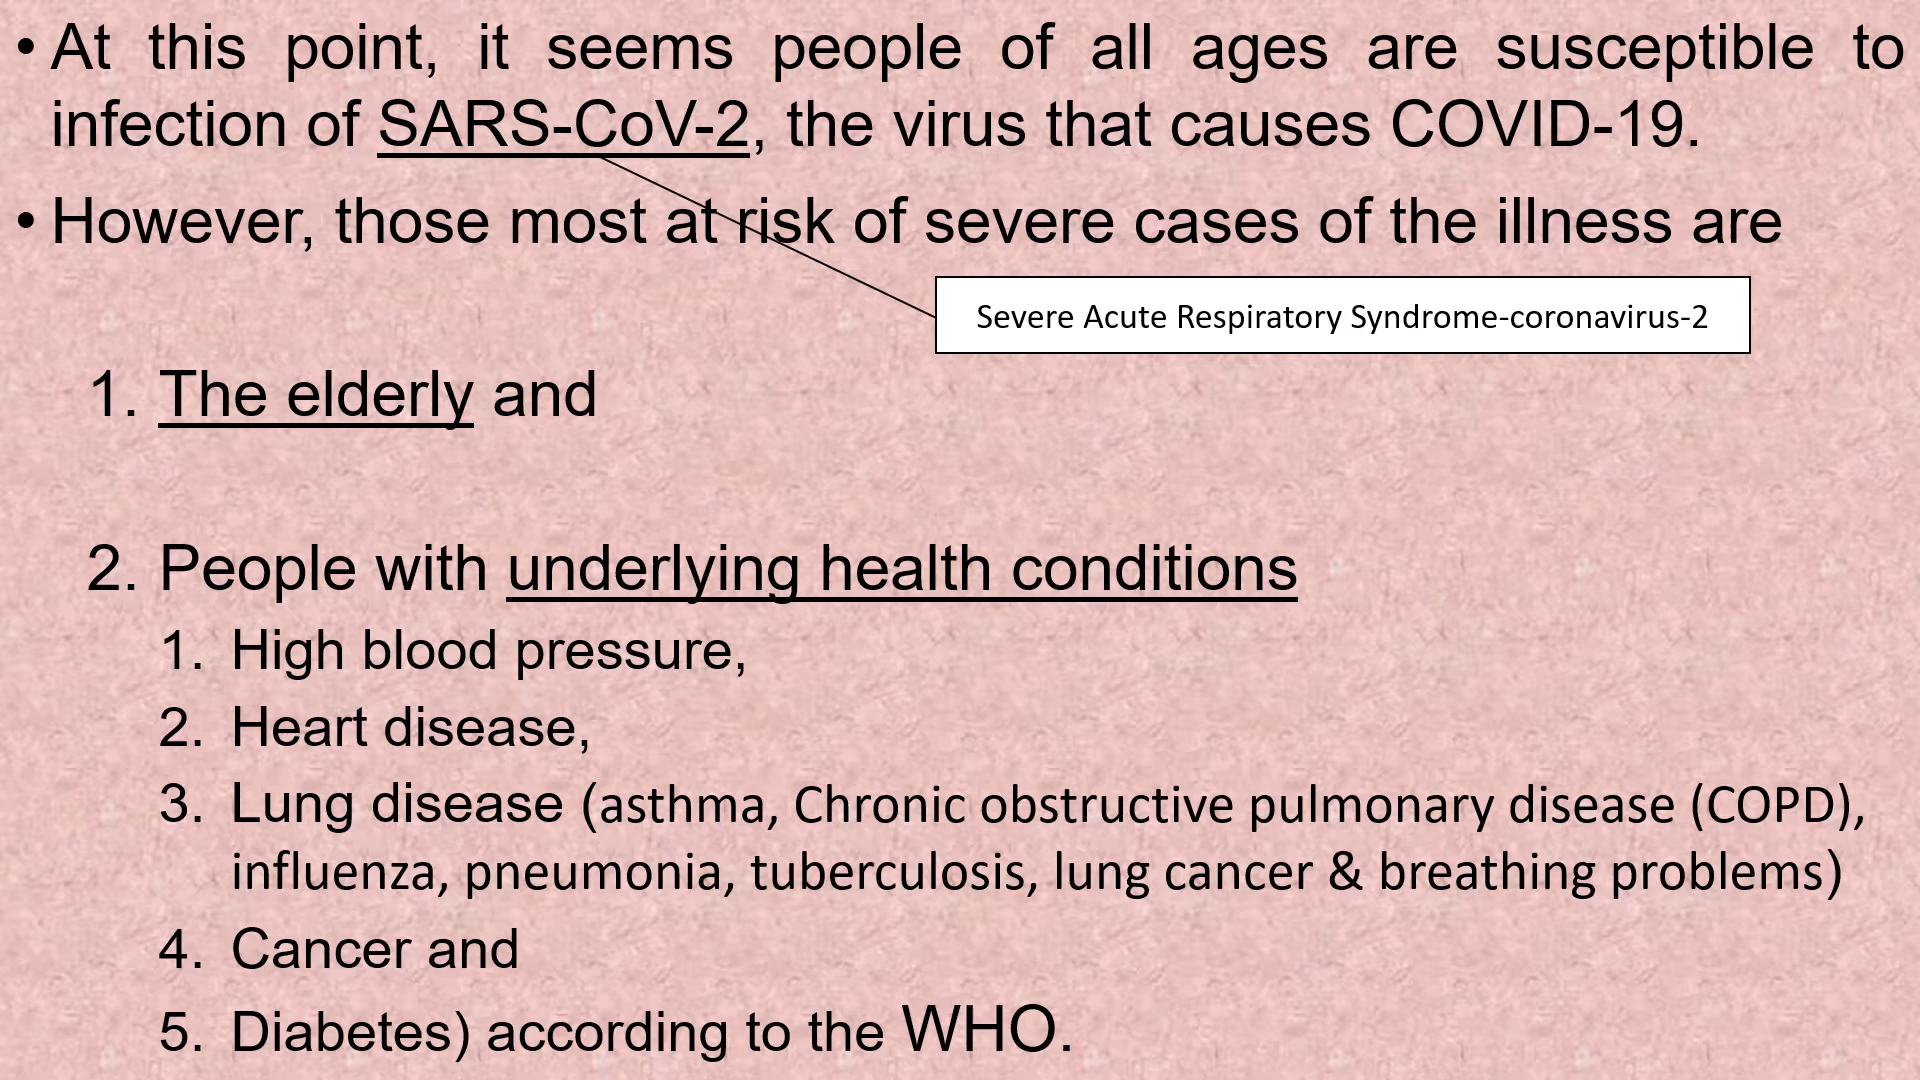 • At this point, it seems people of all ages are susceptible to
infection of SARS-CoV-2, the virus that causes COVID-19.
• However, those most at risk of severe cases of the illness are
Severe Acute Respiratory Syndrome-coronavirus-2
1. The elderly and
2. People with underlying health conditions
1. High blood pressure,
2. Heart disease,
3. Lung disease (asthma, Chronic obstructive pulmonary disease (COPD),
influenza, pneumonia, tuberculosis, lung cancer & breathing problems)
4. Cancer and
5. Diabetes) according to the WHO.